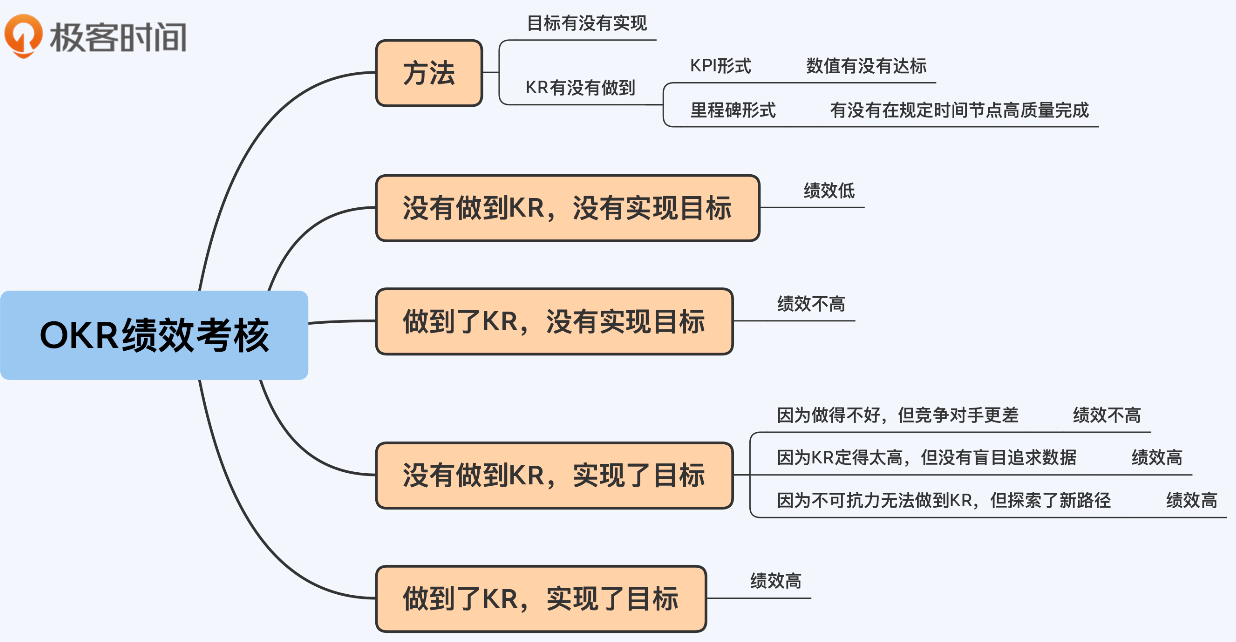 极客时间
方法
目标有没有实现
KR有没有做到
KPI形式 数值有没有达标
里程碑形式 有没有在规定时间节点高质量完成
没有做到KR，没有实现目标 绩效低
OKR绩效考核
做到了KR，没有实现目标 绩效不高
没有做到KR，实现了目标
因为做得不好，但竞争对手更差 绩效不高
因为KR定得太高，但没有盲目追求数据 绩效高
因为不可抗力无法做到KR，但探索了新路径 绩效高
做到了KR，实现了目标 绩效高